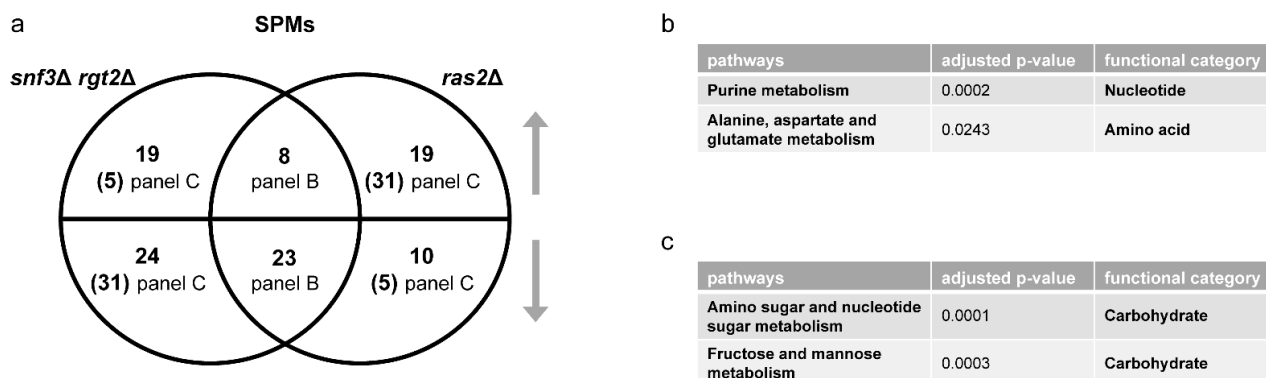 a
SPMs
snf3Δ rgt2Δ
ras2Δ
19
(5) panel C
8
panel B
19
(31) panel C
24
(31) panel C
23
panel B
10
(5) panel C
b
pathways adjusted p-value functional category
Purine metabolism 0.0002 Nucleotide
Alanine, aspartate and
glutamate metabolism 0.0243 Amino acid
c
pathways adjusted p-value functional category
Amino sugar and nucleotide
sugar metabolism 0.0001 Carbohydrate
Fructose and mannose
metabolism 0.0003 Carbohydrate